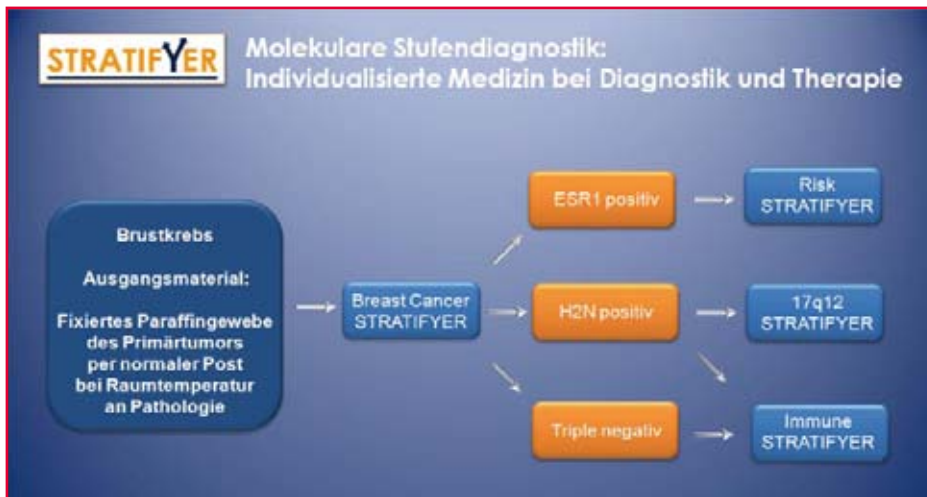 STRATIFYER
Molekulare Stufendiagnostik:
Individualisierte Medizin bei Diagnostik und Therapie
Brustkrebs
Ausgangsmaterial:
Fixiertes Paraffingewebe
des Primärtumors
per normaler Post
bei Raumtemperatur
an Pathologie
Breast Cancer
STRATIFYER
ESR1 positiv
Risk
STRATIFYER
H2N positiv
17q12
STRATIFYER
Triple negativ
Immune
STRATIFYER